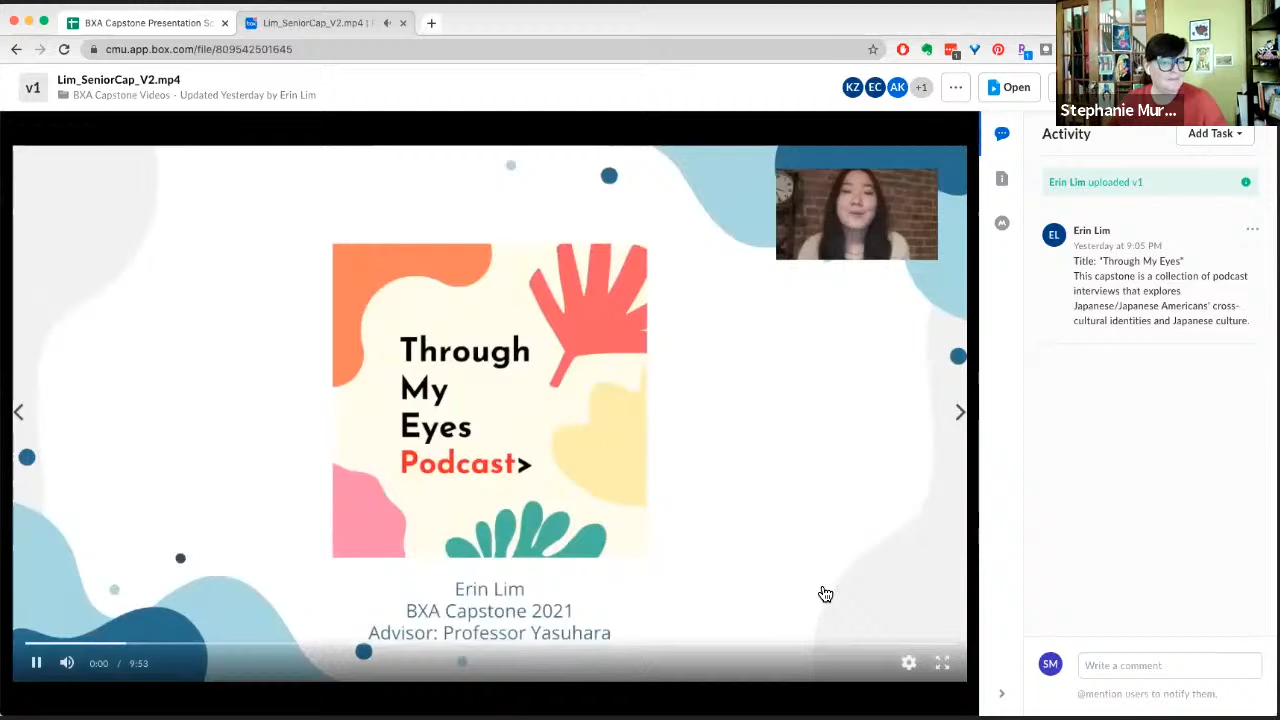 BXA Capstone Presentation Sc
Lim_SeniorCap_V2.mp4 |
cmu.app.box.com/file/809542501645
Stephanie Mur...
v1
Lim_SeniorCap_V2.mp4
BXA Capstone Videos · Updated Yesterday by Erin Lim
KZ EC AK +1
Open
Activity
Add Task
Erin Lim uploaded v1
EL
Erin Lim
Yesterday at 9:05 PM
Title: "Through My Eyes"
This capstone is a collection of podcast
interviews that explores
Japanese/Japanese Americans' cross-
cultural identities and Japanese culture.
Through
My
Eyes
Podcast>
Erin Lim
BXA Capstone 2021
Advisor: Professor Yasuhara
0:00 / 9:53
SM
Write a comment
@mention users to notify them.